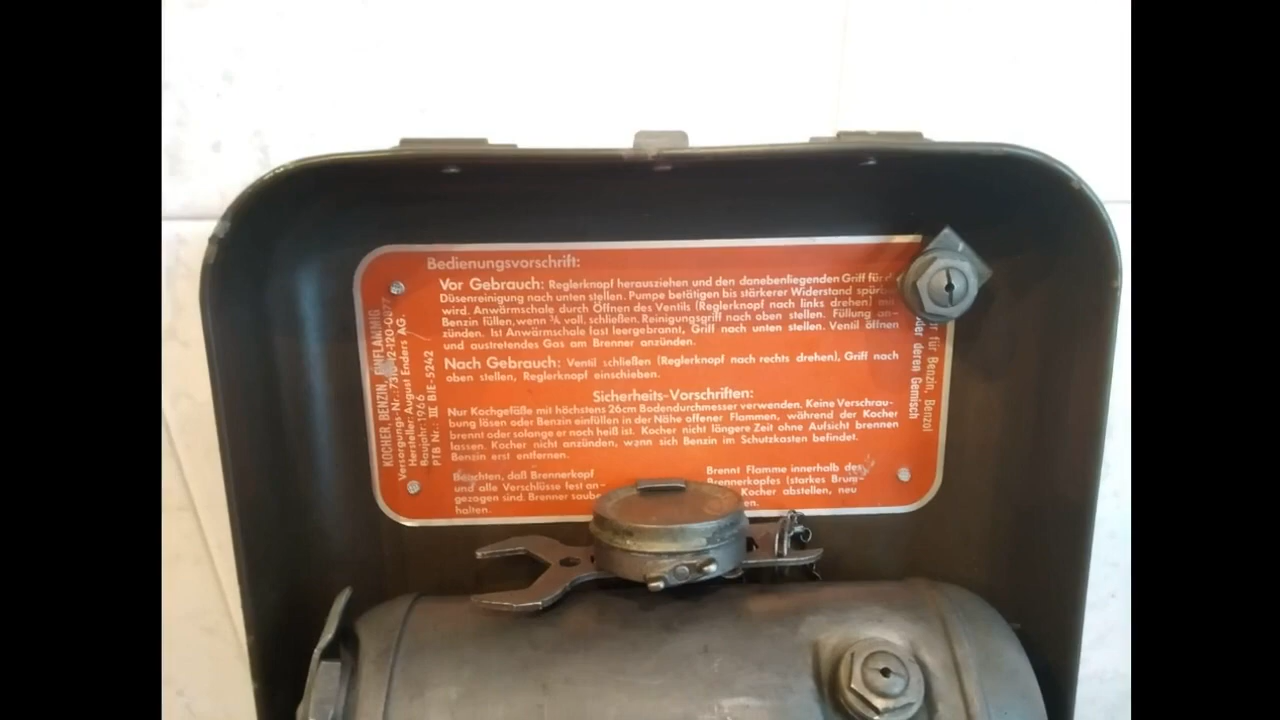 Bedienungsvorschrift:
Vor Gebrauch: Reglerknopf herausziehen und den danebenliegenden Griff für
Düsenreinigung nach unten stellen. Pumpe betätigen bis stärkerer Widerstand
wird. Anwärmschale durch Öffnen des Ventils (Reglerknopf nach links drehen) mit
Benzin füllen, wenn ¾ voll, schließen. Reinigungsgriff nach oben stellen. Füllung an-
zünden. Ist Anwärmschale fast leergebrannt, Griff nach unten stellen. Ventil öffnen
und austretendes Gas am Brenner anzünden.
Nach Gebrauch: Ventil schließen (Reglerknopf nach rechts drehen), Griff nach
oben stellen, Reglerknopf einschieben.
Sicherheits-Vorschriften:
Nur Kochgefäße mit höchstens 26cm Bodendurchmesser verwenden. Keine Verschrau-
bung lösen oder Benzin einfüllen in der Nähe offener Flammen, während der Kocher
brennt oder solange er noch heiß ist. Kocher nicht längere Zeit ohne Aufsicht brennen
lassen. Kocher nicht anzünden, wenn sich Benzin im Schutzkasten befindet.
Benzin erst entfernen.
Beachten, daß Brennerkopf
und alle Verschlüsse fest an-
gezogen sind. Brenner saube
halten.
Brennt Flamme innerhalb des
Brennerkopfes (starkes Brum-
Kocher abstellen, neu
KOCHER, BENZIN, EINFLAMMIG
Versorgungs-Nr.:
Hersteller: August Enders AG.
Baujahr: 1966
PTB Nr.: III BJE-5242
für Benzin, Benzol
oder deren Gemisch